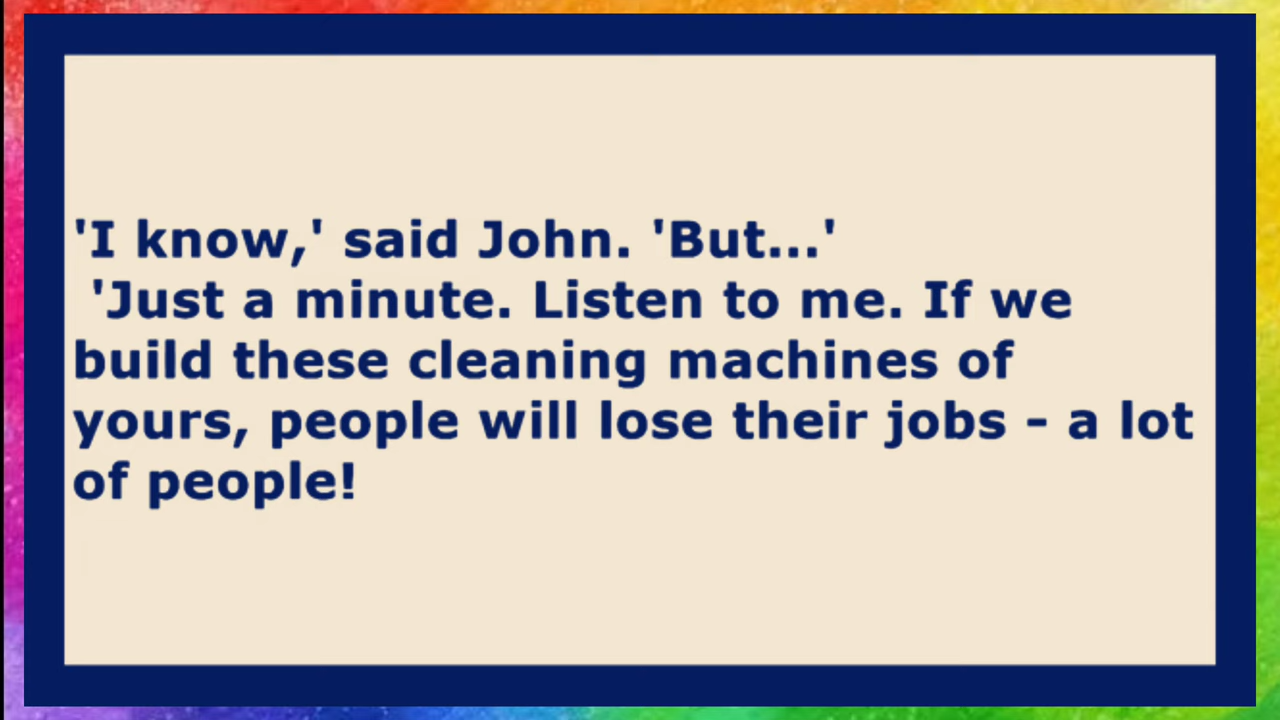 'I know,' said John. 'But...'
'Just a minute. Listen to me. If we
build these cleaning machines of
yours, people will lose their jobs - a lot
of people!